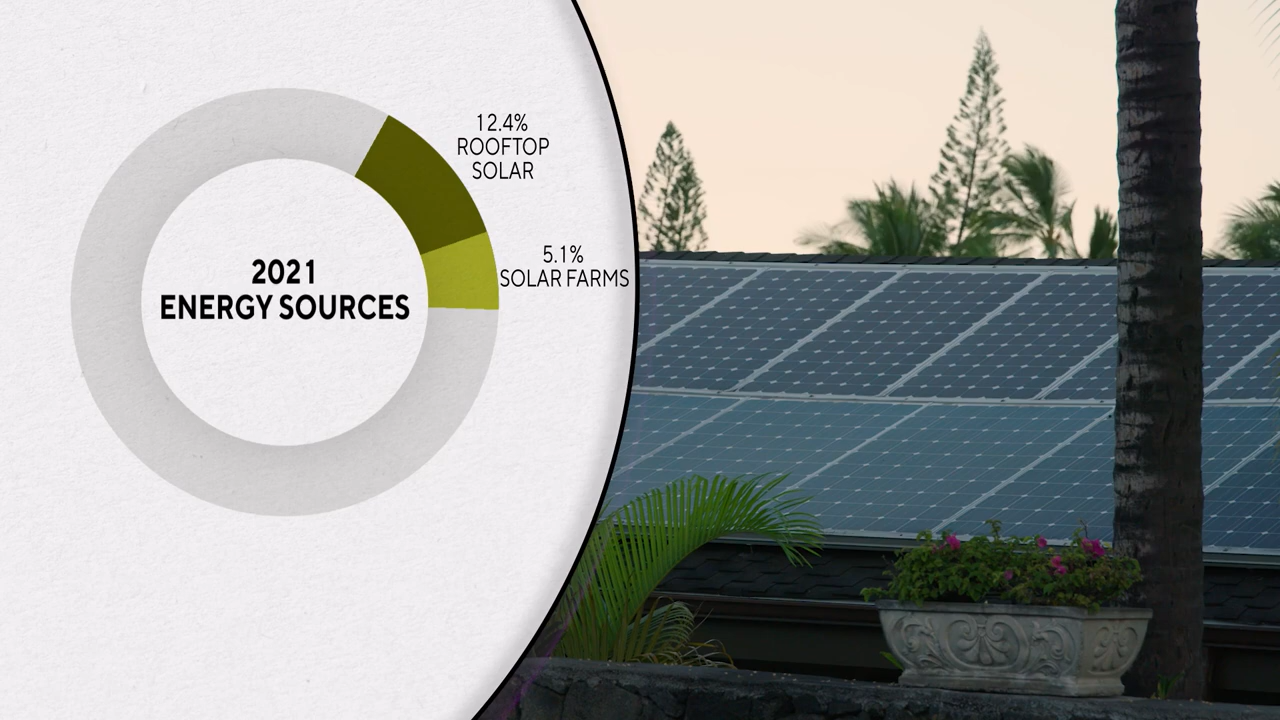 12.4%
ROOFTOP
SOLAR
5.1%
SOLAR FARMS
2021
ENERGY SOURCES